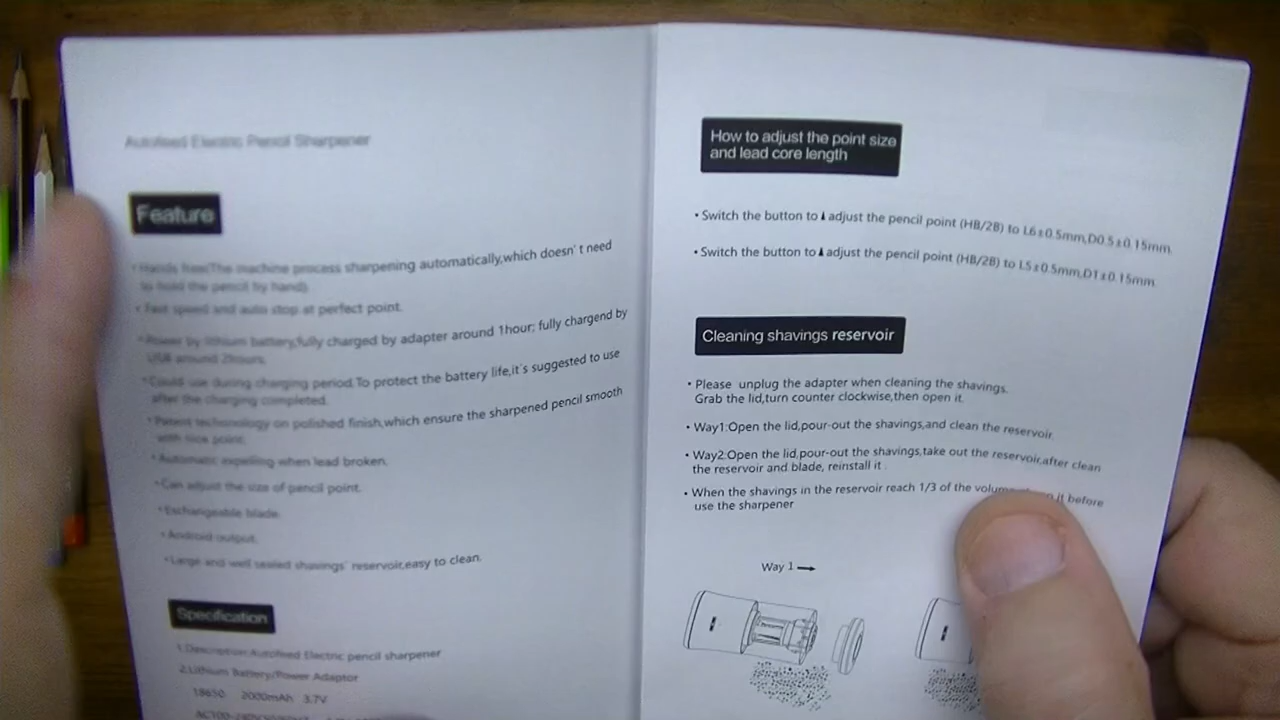 Autofeed Electric Pencil Sharpener
Feature
• Hands free(The machine process sharpening automatically,which doesn't need
to hold the pencil by hand).
• Fast speed and auto stop at perfect point.
• Power by lithium battery,fully charged by adapter around 1hour; fully chargend by
USB around 2hours.
• Could use during charging period.To protect the battery life,it's suggested to use
after the charging completed.
• Patent technology on polished finish,which ensure the sharpened pencil smooth
with nice point.
• Automatic expelling when lead broken.
• Can adjust the size of pencil point.
• Exchangeable blade.
• Android output.
• Large and well sealed shavings' reservoir,easy to clean.
Specification
1.Description:Autofeed Electric pencil sharpener
2.Lithium Battery/Power Adaptor
18650 2000mAh 3.7V
How to adjust the point size
and lead core length
• Switch the button to adjust the pencil point (HB/2B) to L6±0.5mm,D0.5±0.15mm.
• Switch the button to adjust the pencil point (HB/2B) to L5±0.5mm,D1±0.15mm.
Cleaning shavings reservoir
• Please unplug the adapter when cleaning the shavings.
Grab the lid,turn counter clockwise,then open it.
• Way1:Open the lid,pour-out the shavings,and clean the reservoir.
• Way2:Open the lid,pour-out the shavings,take out the reservoir,after clean
the reservoir and blade, reinstall it .
• When the shavings in the reservoir reach 1/3 of the it before
use the sharpener
Way 1 →